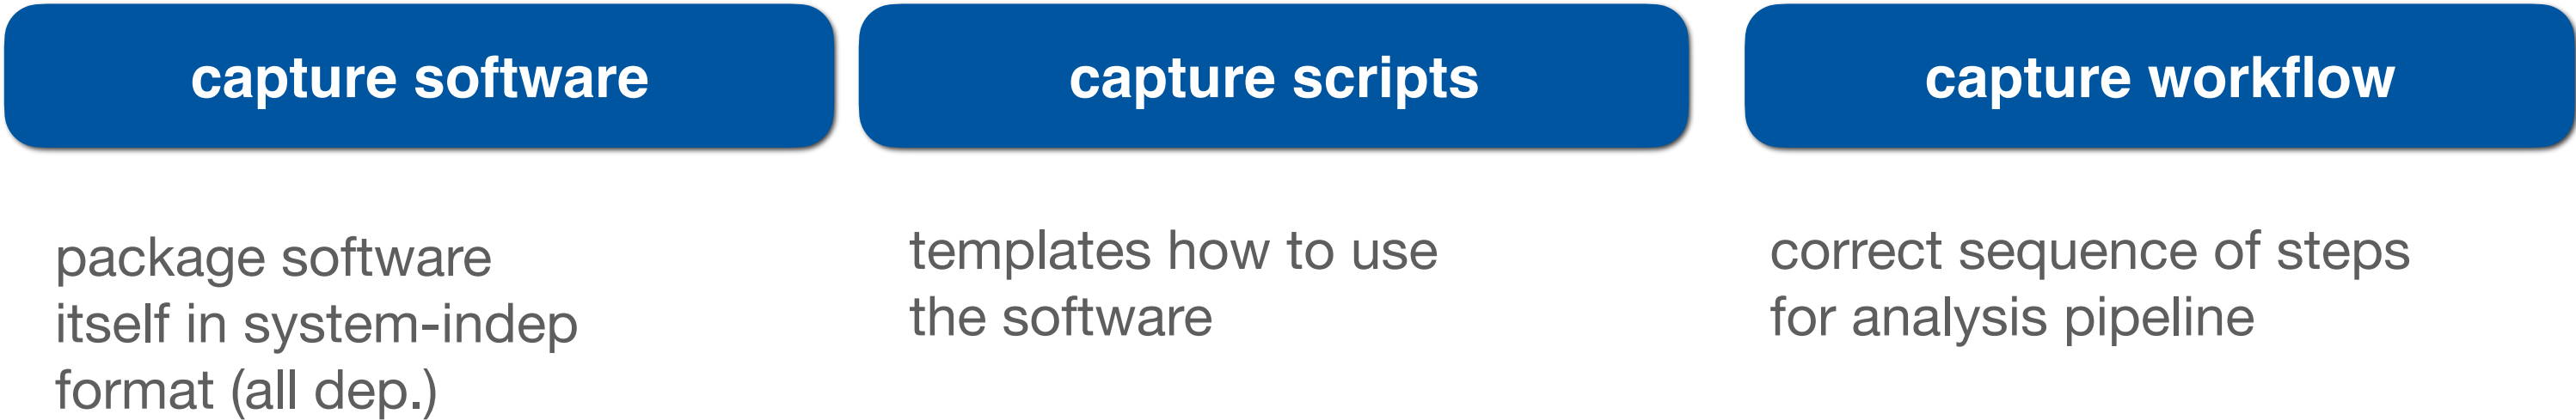 capture software
capture scripts
capture workflow
package software
itself in system-indep
format (all dep.)
templates how to use
the software
correct sequence of steps
for analysis pipeline